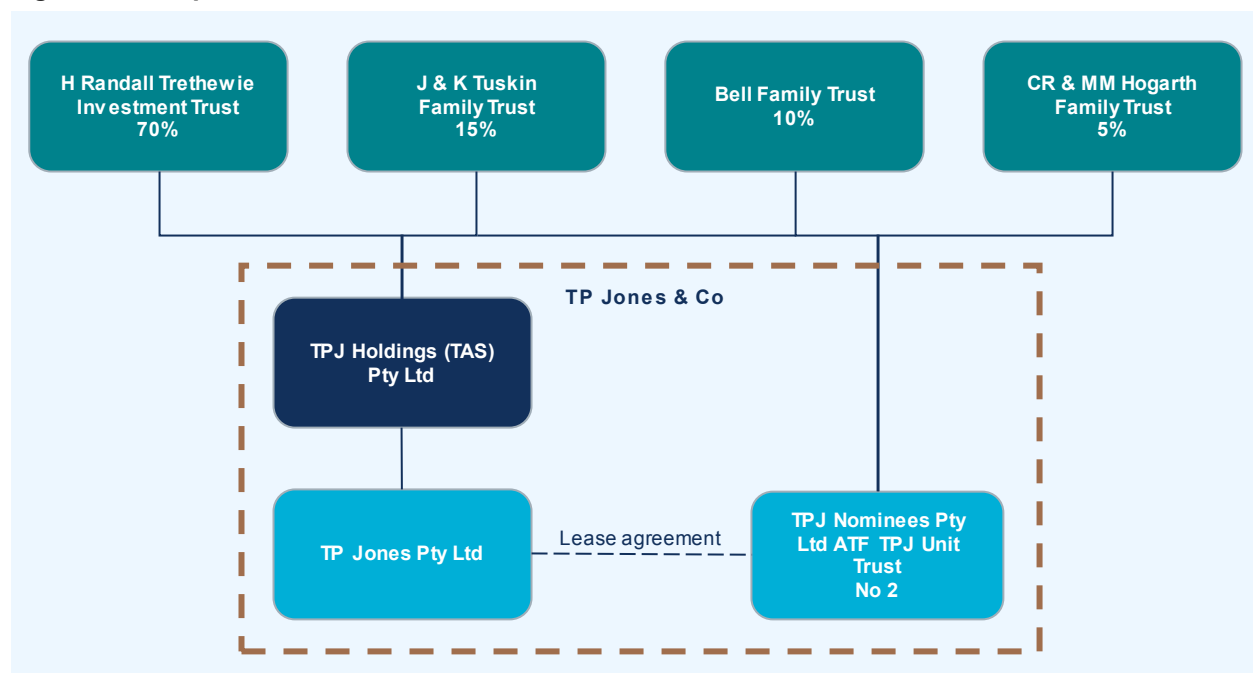 H Randall Trethewie
Investment Trust
70%
J & K Tuskin
Family Trust
15%
Bell Family Trust
10%
CR & MM Hogarth
Family Trust
5%
TP Jones & Co
TPJ Holdings (TAS)
Pty Ltd
TP Jones Pty Ltd
Lease agreement
TPJ Nominees Pty
Ltd ATF TPJ Unit
Trust
No 2